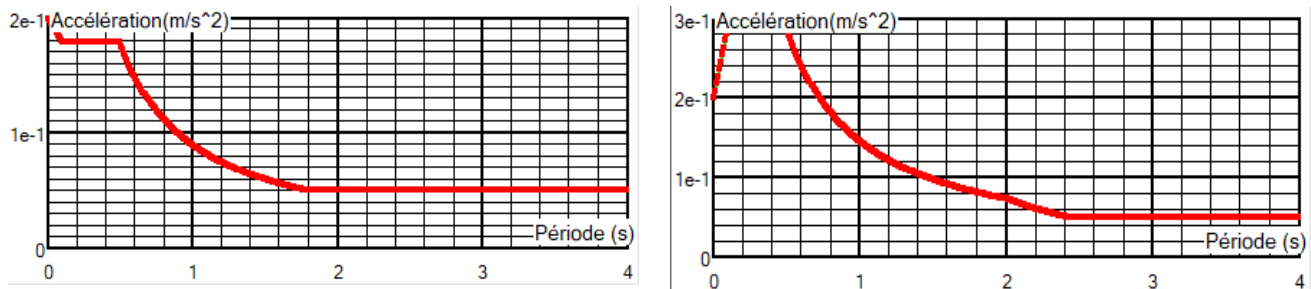 2e-1 Accélération(m/s^2)
1e-1
0
Période (s)
0 1 2 3 4
3e-1 Accélération(m/s^2)
2e-1
1e-1
0
Période (s)
0 1 2 3 4